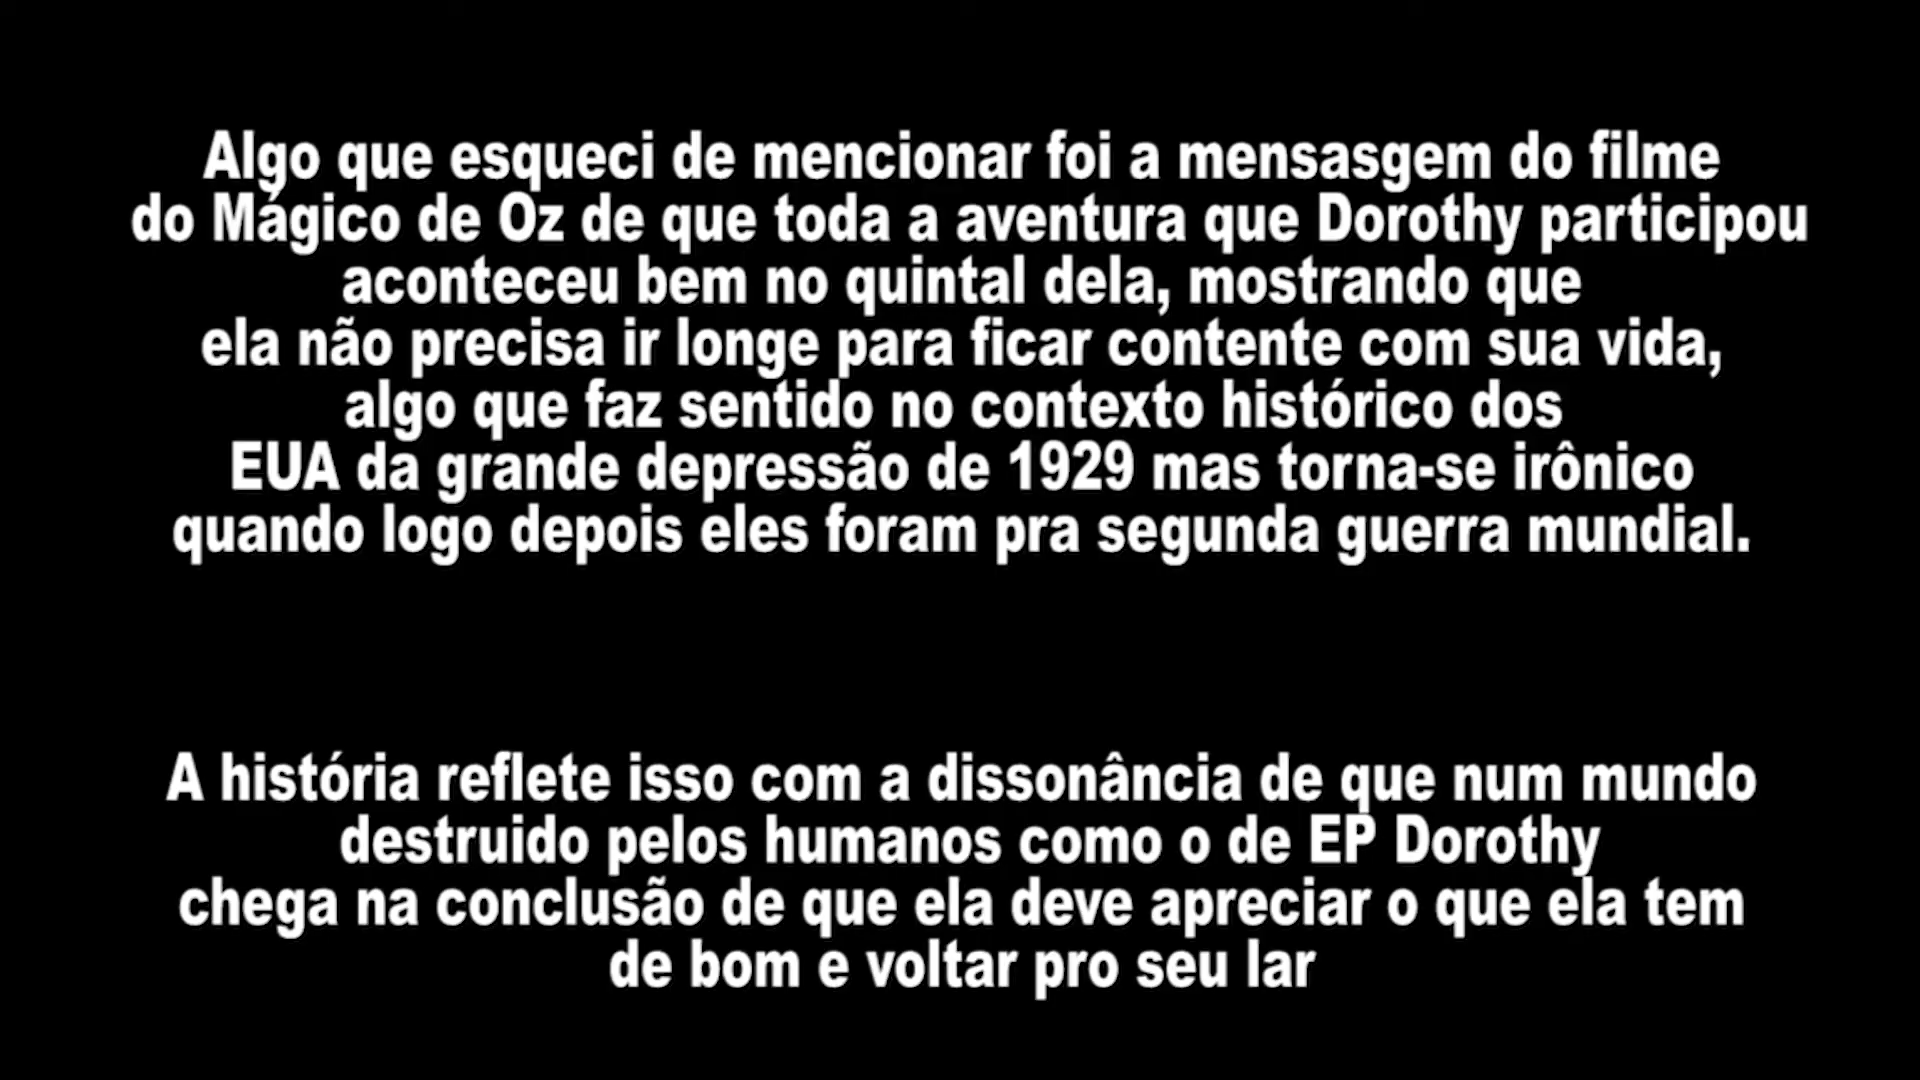 Algo que esqueci de mencionar foi a mensasgem do filme
do Mágico de Oz de que toda a aventura que Dorothy participou
aconteceu bem no quintal dela, mostrando que
ela não precisa ir longe para ficar contente com sua vida,
algo que faz sentido no contexto histórico dos
EUA da grande depressão de 1929 mas torna-se irônico
quando logo depois eles foram pra segunda guerra mundial.
A história reflete isso com a dissonância de que num mundo
destruido pelos humanos como o de EP Dorothy
chega na conclusão de que ela deve apreciar o que ela tem
de bom e voltar pro seu lar